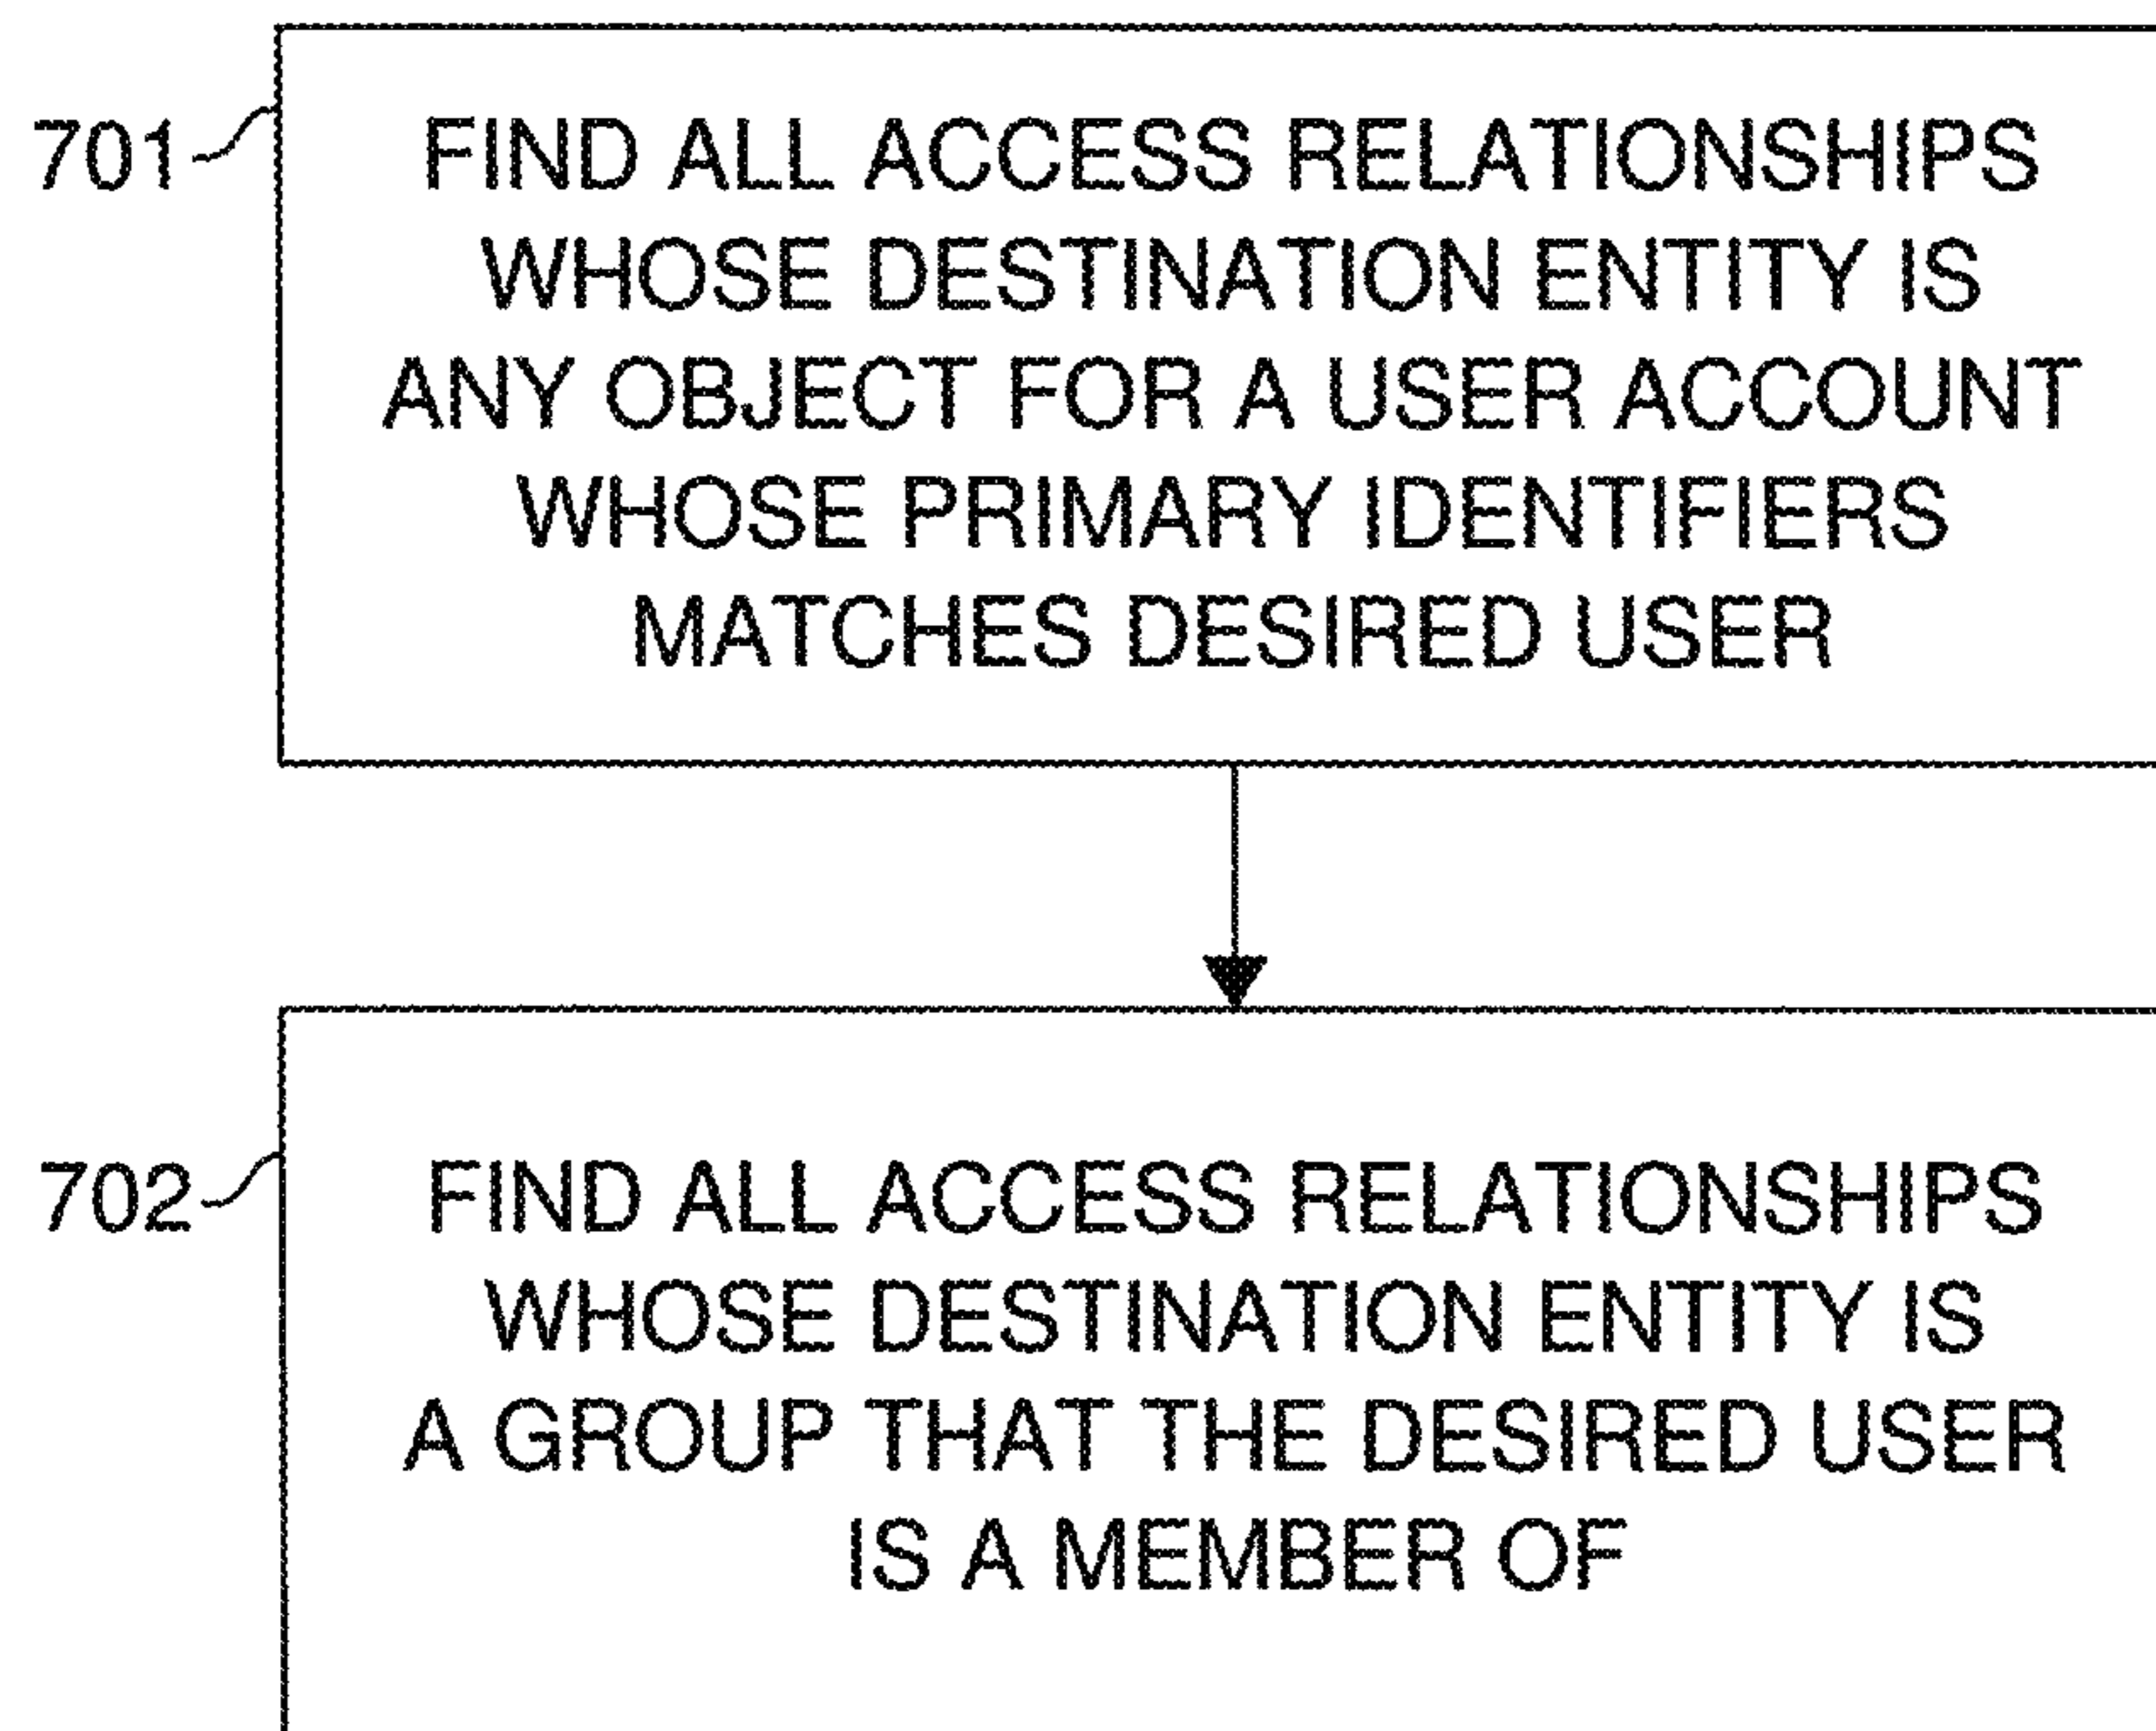 701
FIND ALL ACCESS RELATIONSHIPS
WHOSE DESTINATION ENTITY IS
ANY OBJECT FOR A USER ACCOUNT
WHOSE PRIMARY IDENTIFIERS
MATCHES DESIRED USER
702
FIND ALL ACCESS RELATIONSHIPS
WHOSE DESTINATION ENTITY IS
A GROUP THAT THE DESIRED USER
IS A MEMBER OF